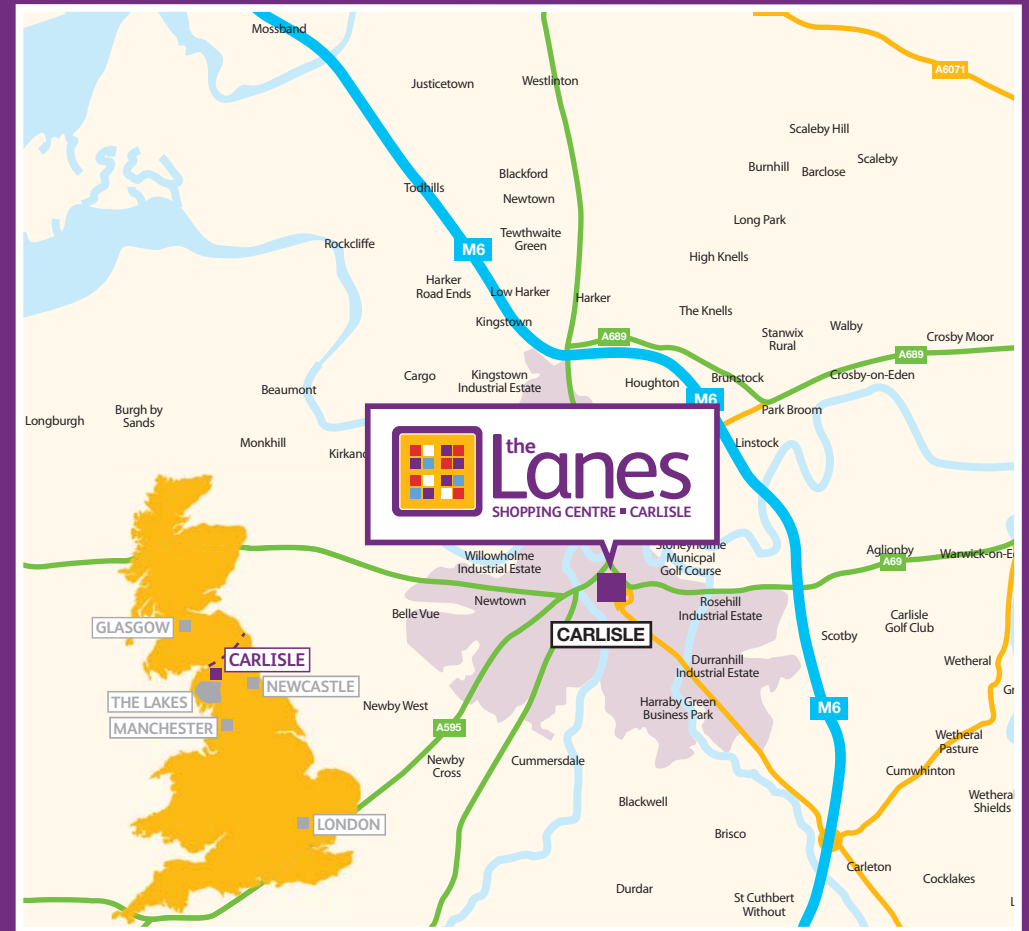 Mossband
Justicetown
Westlinton
A6071
Scaleby Hill
Scaleby
Burnhill
Barclose
Blackford
Todhills
Newtown
Long Park
Tewthwaite
Green
Rockcliffe
M6
High Knells
Harker
Road Ends
Low Harker
Harker
The Knells
Kingstown
Walby
Stanwix
Rural
A689
Crosby Moor
A689
Cargo
Kingstown
Industrial Estate
Houghton
Brunstock
Crosby-on-Eden
Beaumont
M6
Longburgh
Burgh by
Sands
Park Broom
Monkhill
Linstock
Kirkand
the
Lanes
SHOPPING CENTRE ▪ CARLISLE
Willowholme
Industrial Estate
Stoneyholme
Municpal
Golf Course
Aglionby
Warwick-on-E
A69
Newtown
Belle Vue
Rosehill
Industrial Estate
Carlisle
Golf Club
CARLISLE
Scotby
GLASGOW
CARLISLE
Durranhill
Industrial Estate
Wetheral
NEWCASTLE
THE LAKES
Gr
Newby West
Harraby Green
Business Park
M6
MANCHESTER
A595
Wetheral
Pasture
Newby
Cross
Cummersdale
Cumwhinton
Blackwell
Wetheral
Shields
LONDON
Brisco
Carleton
Cocklakes
Durdar
St Cuthbert
Without
L